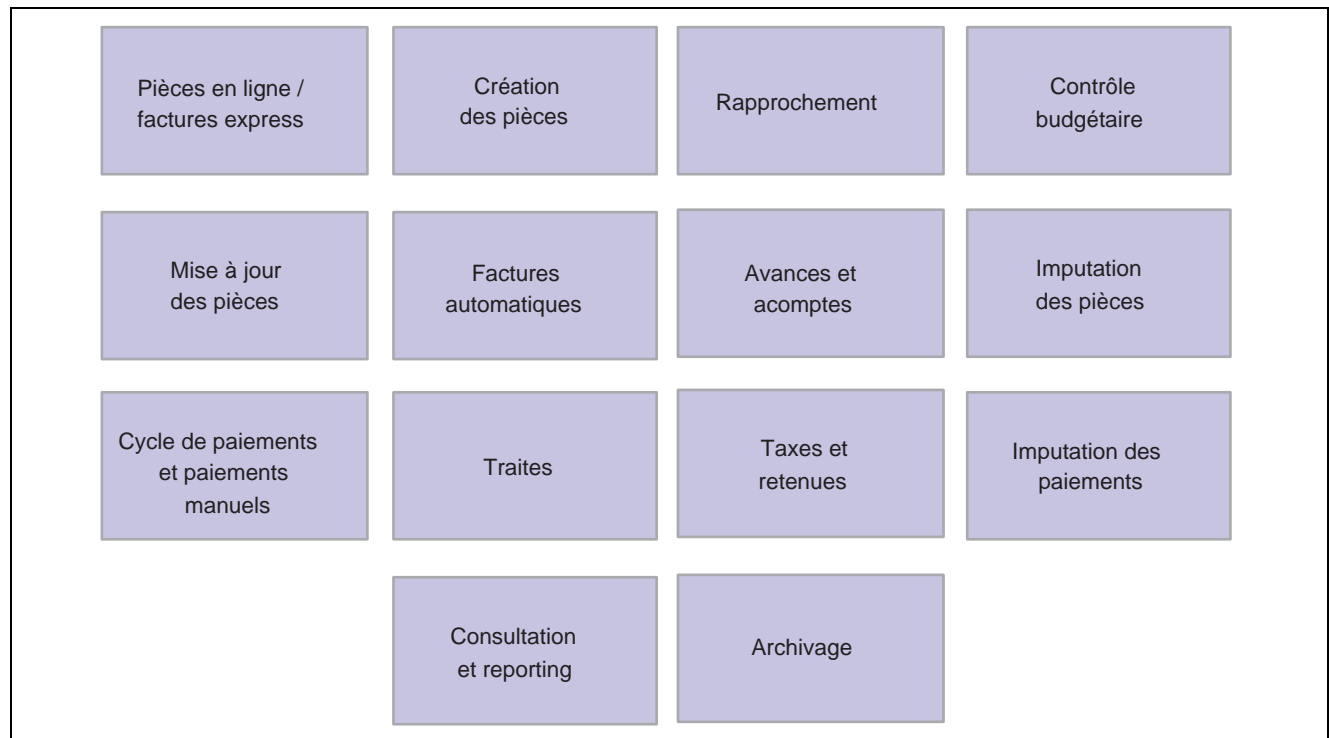 Pièces en ligne /
factures express
Création
des pièces
Rapprochement
Contrôle
budgétaire
Mise à jour
des pièces
Factures
automatiques
Avances et
acomptes
Imputation
des pièces
Cycle de paiements
et paiements
manuels
Traites
Taxes et
retenues
Imputation des
paiements
Consultation
et reporting
Archivage